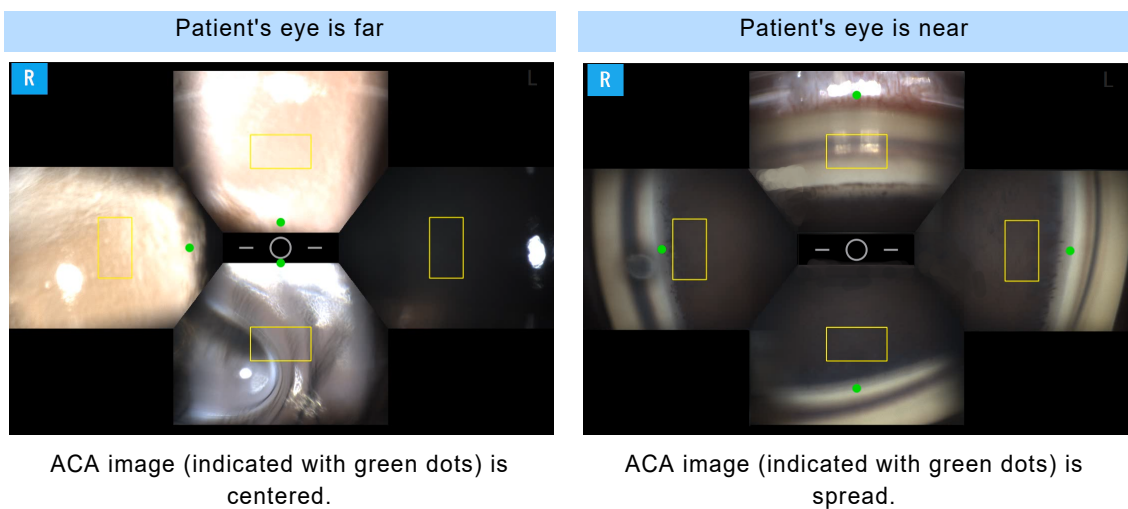 Patient's eye is far
Patient's eye is near
R
L
R
L
ACA image (indicated with green dots) is
centered.
ACA image (indicated with green dots) is
spread.